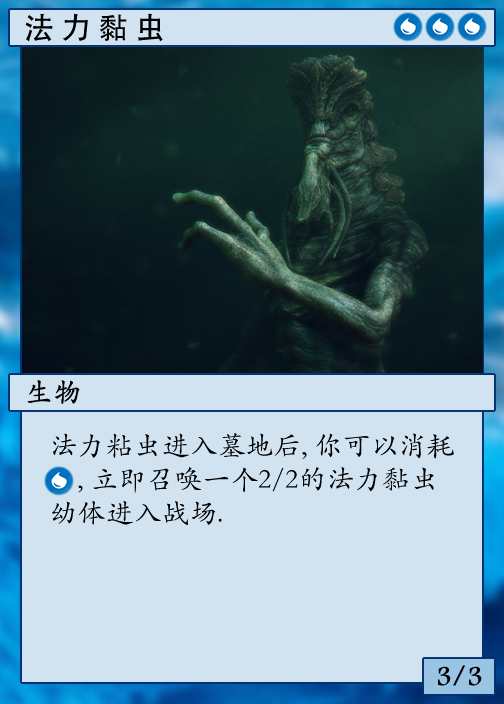 法力黏虫
生物
法力粘虫进入墓地后, 你可以消耗
, 立即召唤一个2/2的法力黏虫
幼体进入战场.
3/3